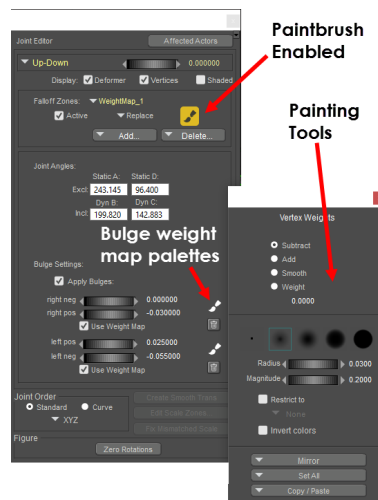 Paintbrush
Enabled
Joint Editor
Affected Actors
Up-Down
0.000000
Display:
Deformer
Vertices
Shaded
Falloff Zones:
WeightMap_1
Active
Replace
Add...
Delete...
Joint Angles:
Static A:
Static D:
Excl:
243.145
96.400
Dyn B:
Dyn C:
Incl:
199.820
142.883
Bulge weight
map palettes
Bulge Settings:
Apply Bulges:
right neg
0.000000
right pos
-0.030000
Use Weight Map
left pos
0.025000
left neg
-0.055000
Use Weight Map
Joint Order
Standard
Curve
XYZ
Create Smooth Trans
Edit Scale Zones
Fix Mismatched Scale
Figure
Zero Rotations
Painting
Tools
Vertex Weights
Subtract
Add
Smooth
Weight
0.0000
Radius
0.0300
Magnitude
0.2000
Restrict to
None
Invert colors
Mirror
Set All
Copy / Paste